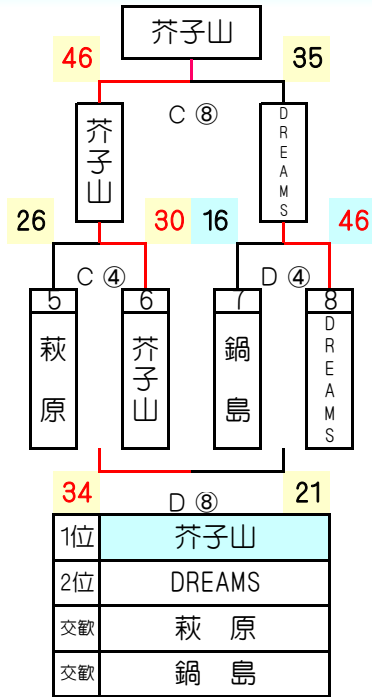 芥子山
46 35
C ⑧
芥子山 DREAMS
26 30 16 46
C ④ D ④
5 6 7 8
萩原 芥子山 鍋島 DREAMS
34 21
D ⑧
1位 芥子山
2位 DREAMS
交歓 萩 原
交歓 鍋 島